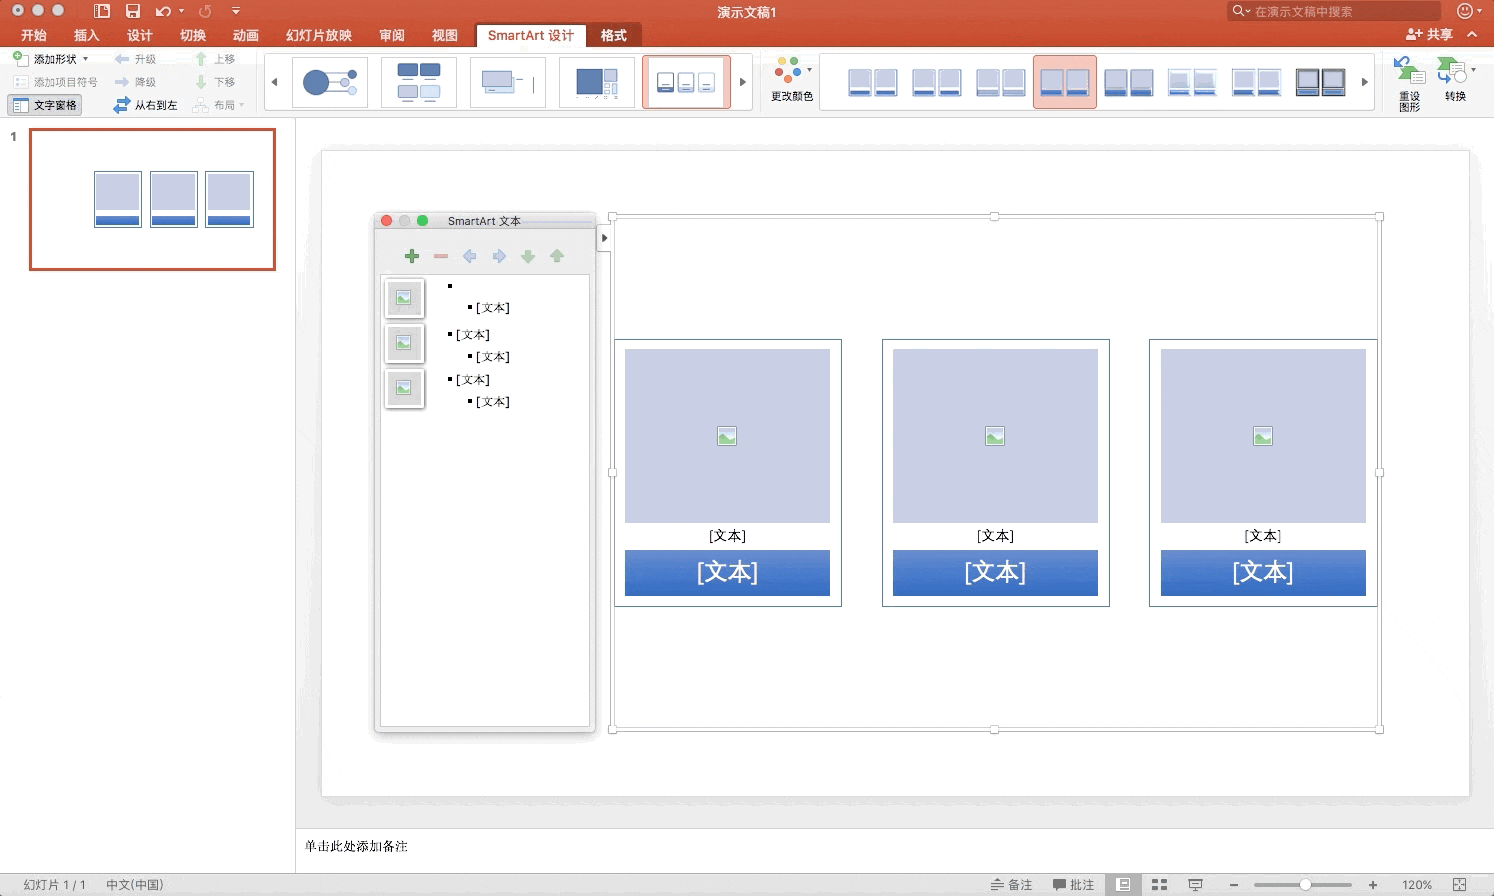 演示文稿1
在演示文稿中搜索
开始 插入 设计 切换 动画 幻灯片放映 审阅 视图 SmartArt 设计 格式 共享
添加形状 升级 上移
添加项目符号 降级 下移
文字窗格 从右到左 布局
更改颜色
重设
图形
转换
1
SmartArt 文本
[文本]
[文本]
[文本]
[文本]
[文本]
[文本] [文本] [文本]
[文本] [文本] [文本]
单击此处添加备注
幻灯片 1 / 1 中文(中国) 备注 批注 120%